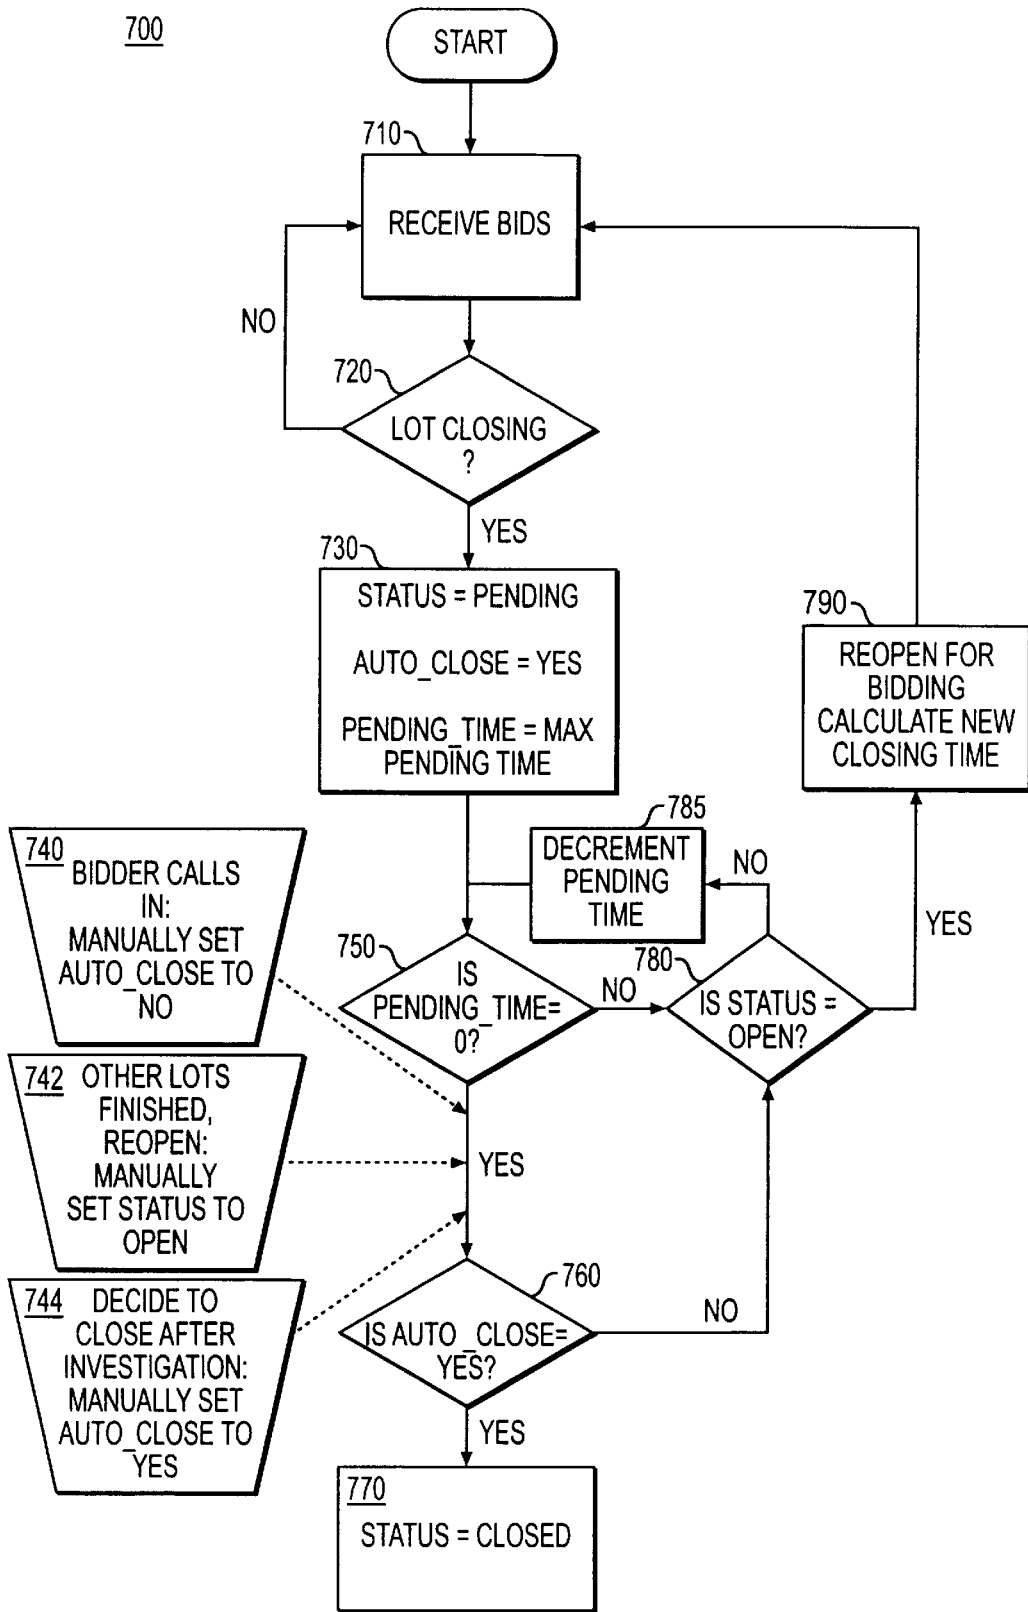 700
START
710
RECEIVE BIDS
NO
720
LOT CLOSING
?
YES
730
STATUS = PENDING
AUTO_CLOSE = YES
PENDING_TIME = MAX
PENDING TIME
790
REOPEN FOR
BIDDING
CALCULATE NEW
CLOSING TIME
785
DECREMENT
PENDING
TIME
NO
YES
740
BIDDER CALLS
IN:
MANUALLY SET
AUTO_CLOSE TO
NO
750
IS
PENDING_TIME=
0?
NO
780
IS STATUS =
OPEN?
742
OTHER LOTS
FINISHED,
REOPEN:
MANUALLY
SET STATUS TO
OPEN
YES
744
DECIDE TO
CLOSE AFTER
INVESTIGATION:
MANUALLY SET
AUTO_CLOSE TO
YES
760
IS AUTO_CLOSE=
YES?
NO
YES
770
STATUS = CLOSED